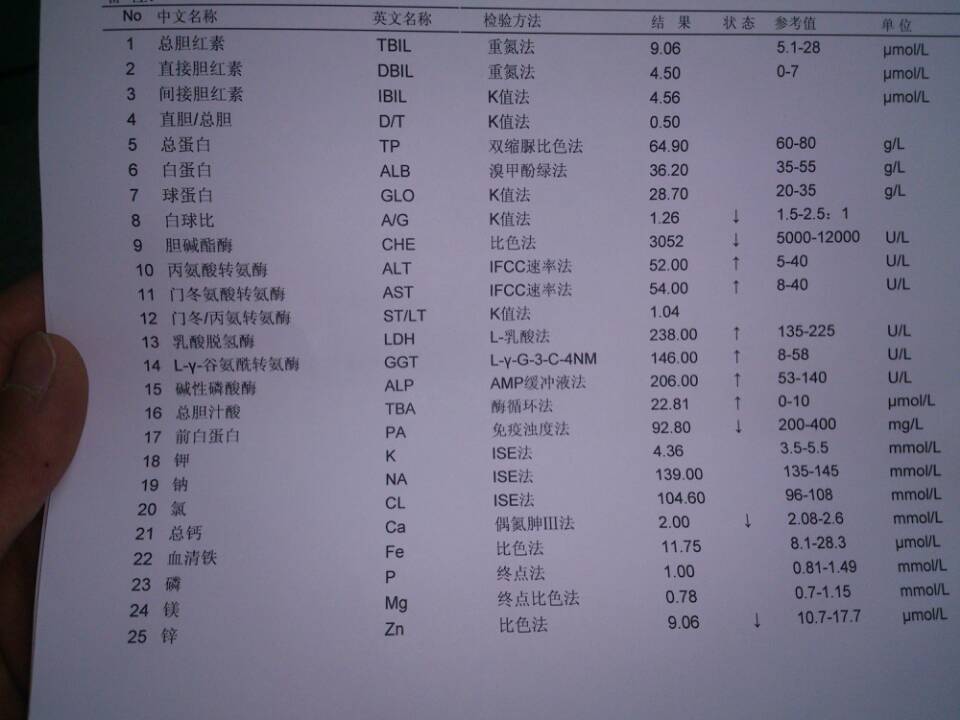 No 中文名称 英文名称 检验方法 结 果 状 态 参考值 单 位
1 总胆红素 TBIL 重氮法 9.06 5.1-28 μmol/L
2 直接胆红素 DBIL 重氮法 4.50 0-7 μmol/L
3 间接胆红素 IBIL K值法 4.56 μmol/L
4 直胆/总胆 D/T K值法 0.50
5 总蛋白 TP 双缩脲比色法 64.90 60-80 g/L
6 白蛋白 ALB 溴甲酚绿法 36.20 35-55 g/L
7 球蛋白 GLO K值法 28.70 20-35 g/L
8 白球比 A/G K值法 1.26 ↓ 1.5-2.5：1
9 胆碱酯酶 CHE 比色法 3052 ↓ 5000-12000 U/L
10 丙氨酸转氨酶 ALT IFCC速率法 52.00 ↑ 5-40 U/L
11 门冬氨酸转氨酶 AST IFCC速率法 54.00 ↑ 8-40 U/L
12 门冬/丙氨转氨酶 ST/LT K值法 1.04
13 乳酸脱氢酶 LDH L-乳酸法 238.00 ↑ 135-225 U/L
14 L-γ-谷氨酰转氨酶 GGT L-γ-G-3-C-4NM 146.00 ↑ 8-58 U/L
15 碱性磷酸酶 ALP AMP缓冲液法 206.00 ↑ 53-140 U/L
16 总胆汁酸 TBA 酶循环法 22.81 ↑ 0-10 μmol/L
17 前白蛋白 PA 免疫浊度法 92.80 ↓ 200-400 mg/L
18 钾 K ISE法 4.36 3.5-5.5 mmol/L
19 钠 NA ISE法 139.00 135-145 mmol/L
20 氯 CL ISE法 104.60 96-108 mmol/L
21 总钙 Ca 偶氮胂III法 2.00 ↓ 2.08-2.6 mmol/L
22 血清铁 Fe 比色法 11.75 8.1-28.3 μmol/L
23 磷 P 终点法 1.00 0.81-1.49 mmol/L
24 镁 Mg 终点比色法 0.78 0.7-1.15 mmol/L
25 锌 Zn 比色法 9.06 ↓ 10.7-17.7 μmol/L